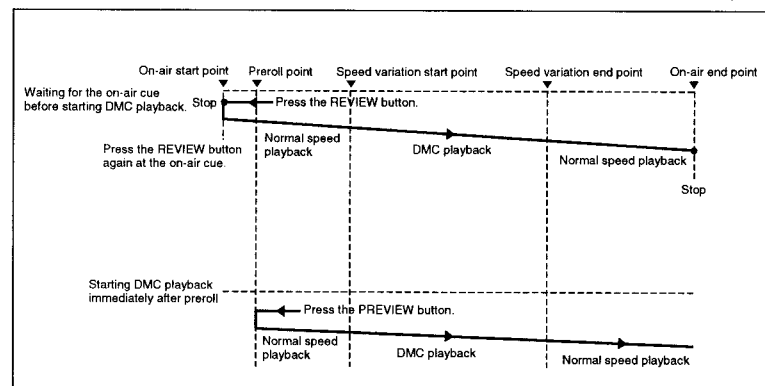 On-air start point Preroll point Speed variation start point Speed variation end point On-air end point
Waiting for the on-air cue
before starting DMC playback.
Stop
Press the REVIEW button.
Press the REVIEW button
again at the on-air cue.
Normal speed
playback
DMC playback
Normal speed playback
Stop
Starting DMC playback
immediately after preroll
Press the PREVIEW button.
Normal speed
playback
DMC playback
Normal speed playback